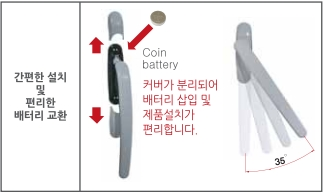 간편한 설치
및
편리한
배터리 교환
Coin
battery
커버가 분리되어
배터리 삽입 및
제품설치가
편리합니다.
35°